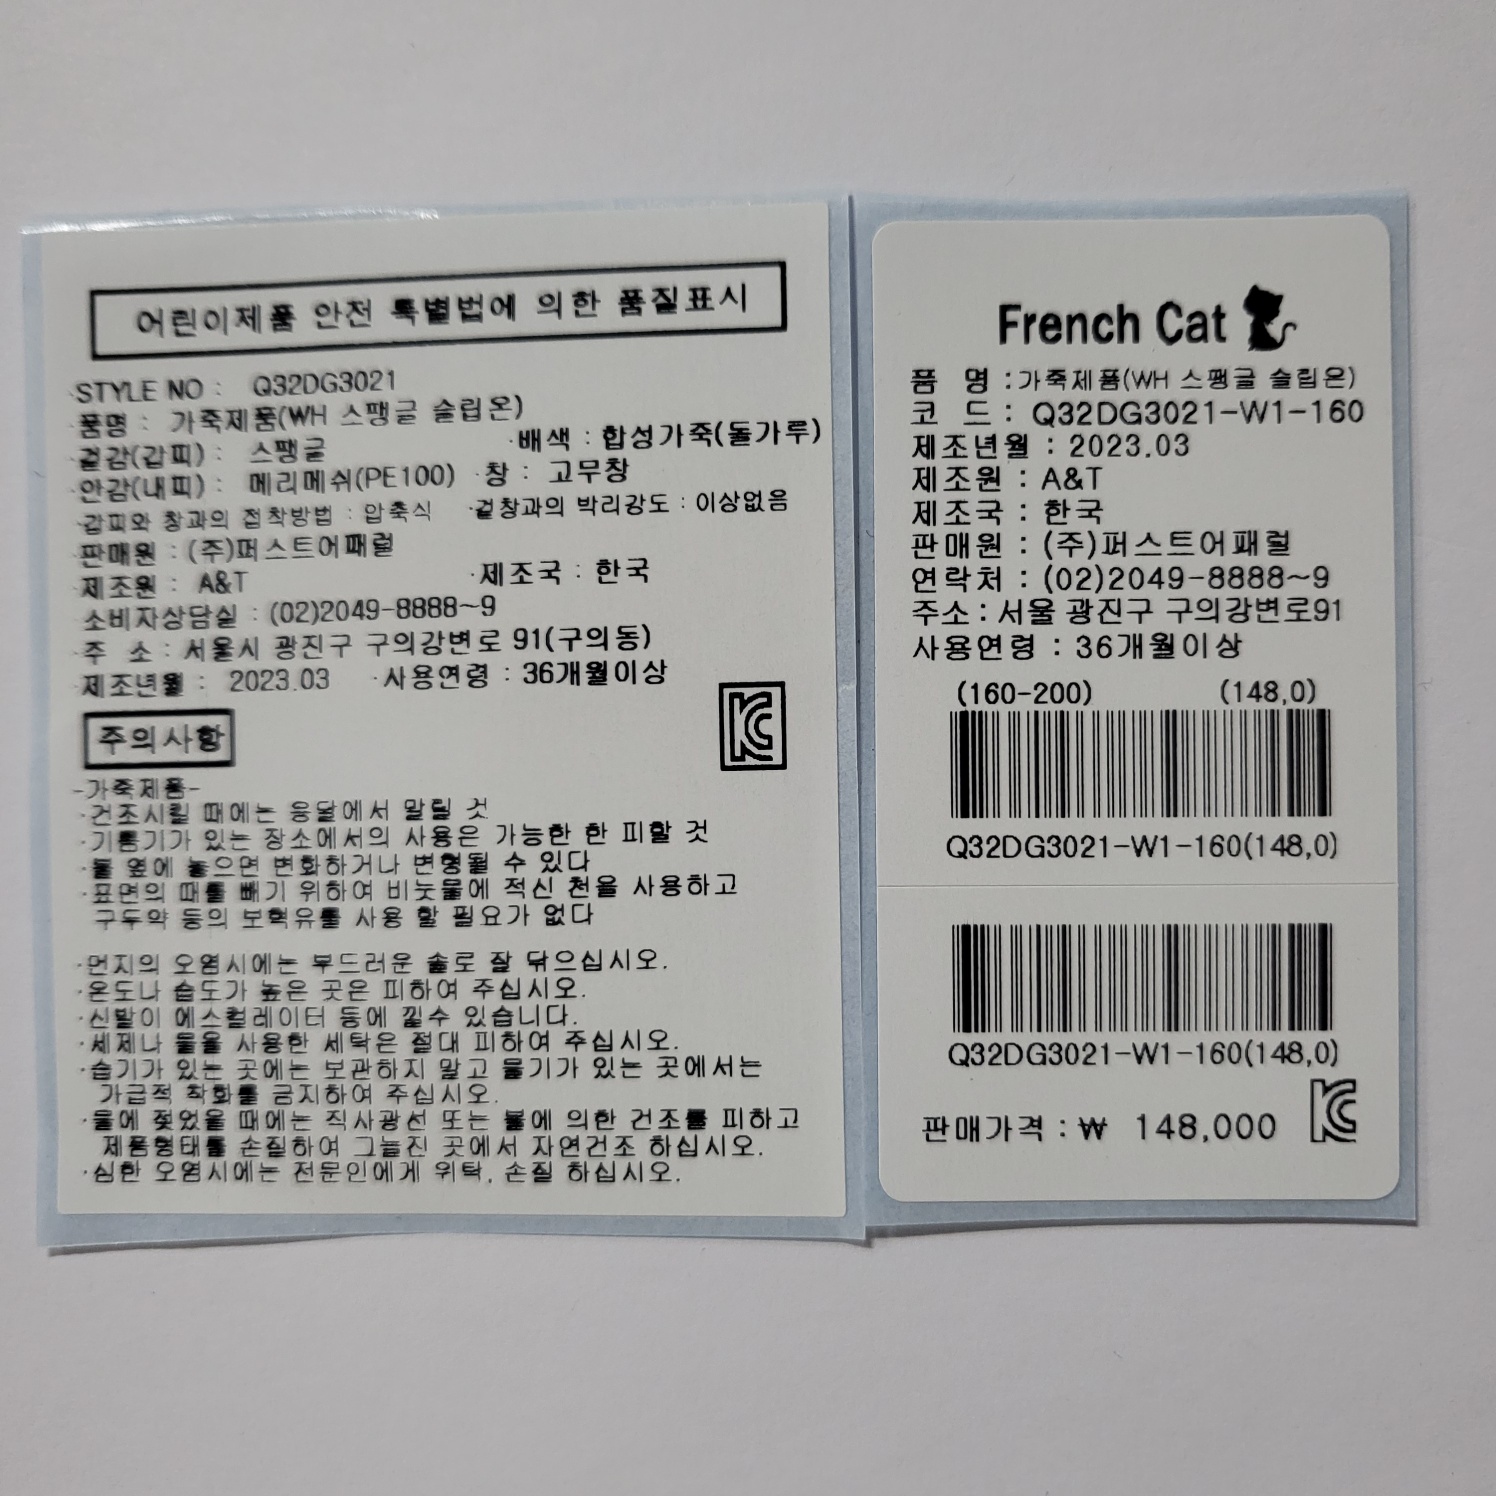 어린이제품 안전 특별법에 의한 품질표시
·STYLE NO : Q32DG3021
·품명 : 가죽제품(WH 스팽글 슬립온)
·겉감(갑피) : 스팽글 ·배색 : 합성가죽(돌가루)
·안감(내피) : 메리메쉬(PE100) ·창 : 고무창
·갑피와 창과의 접착방법 : 압축식 ·겉창과의 박리강도 : 이상없음
·판매원 : (주)퍼스트어패럴
·제조원 : A&T ·제조국 : 한국
·소비자상담실 : (02)2049-8888~9
·주 소 : 서울시 광진구 구의강변로 91(구의동)
·제조년월 : 2023.03 ·사용연령 : 36개월이상
주의사항
-가죽제품-
·건조시킬 때에는 응달에서 말릴 것
·기름기가 있는 장소에서의 사용은 가능한 한 피할 것
·불 옆에 놓으면 변화하거나 변형될 수 있다
·표면의 때를 빼기 위하여 비눗물에 적신 천을 사용하고
구두약 등의 보혁유를 사용 할 필요가 없다
·먼지의 오염시에는 부드러운 솔로 잘 닦으십시오.
·온도나 습도가 높은 곳은 피하여 주십시오.
·신발이 에스컬레이터 등에 낄수 있습니다.
·세제나 물을 사용한 세탁은 절대 피하여 주십시오.
·습기가 있는 곳에는 보관하지 말고 물기가 있는 곳에서는
가급적 착화를 금지하여 주십시오.
·물에 젖었을 때에는 직사광선 또는 불에 의한 건조를 피하고
제품형태를 손질하여 그늘진 곳에서 자연건조 하십시오.
·심한 오염시에는 전문인에게 위탁, 손질 하십시오.
French Cat
품 명 : 가죽제품(WH 스팽글 슬립온)
코 드 : Q32DG3021-W1-160
제조년월 : 2023.03
제조원 : A&T
제조국 : 한국
판매원 : (주)퍼스트어패럴
연락처 : (02)2049-8888~9
주소 : 서울 광진구 구의강변로91
사용연령 : 36개월이상
(160-200) (148,0)
Q32DG3021-W1-160(148,0)
Q32DG3021-W1-160(148,0)
판매가격 : ₩ 148,000